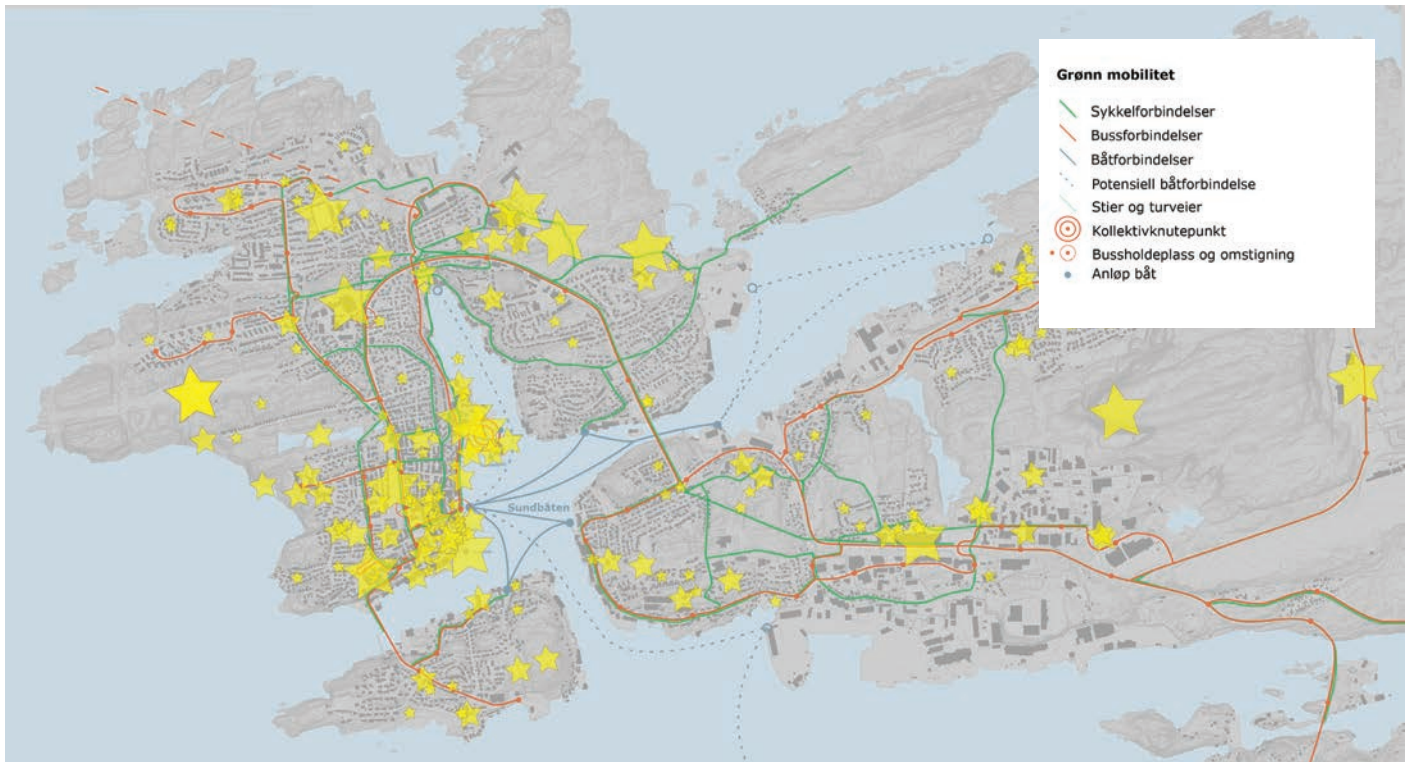 Grønn mobilitet
Sykkelforbindelser
Bussforbindelser
Båtforbindelser
Potensiell båtforbindelse
Stier og turveier
Kollektivknutepunkt
Bussholdeplass og omstigning
Anløp båt
Sundbåten